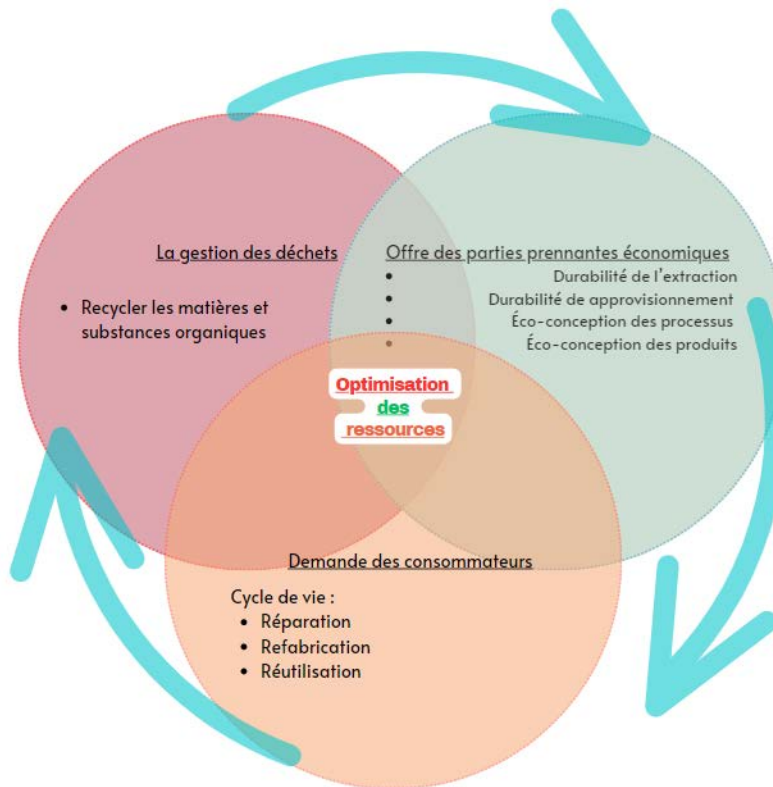 La gestion des déchets
• Recycler les matières et
substances organiques
Offre des parties prennantes économiques
• Durabilité de l'extraction
• Durabilité de approvisionnement
• Éco-conception des processus
• Éco-conception des produits
Optimisation
des
ressources
Demande des consommateurs
Cycle de vie :
• Réparation
• Refabrication
• Réutilisation